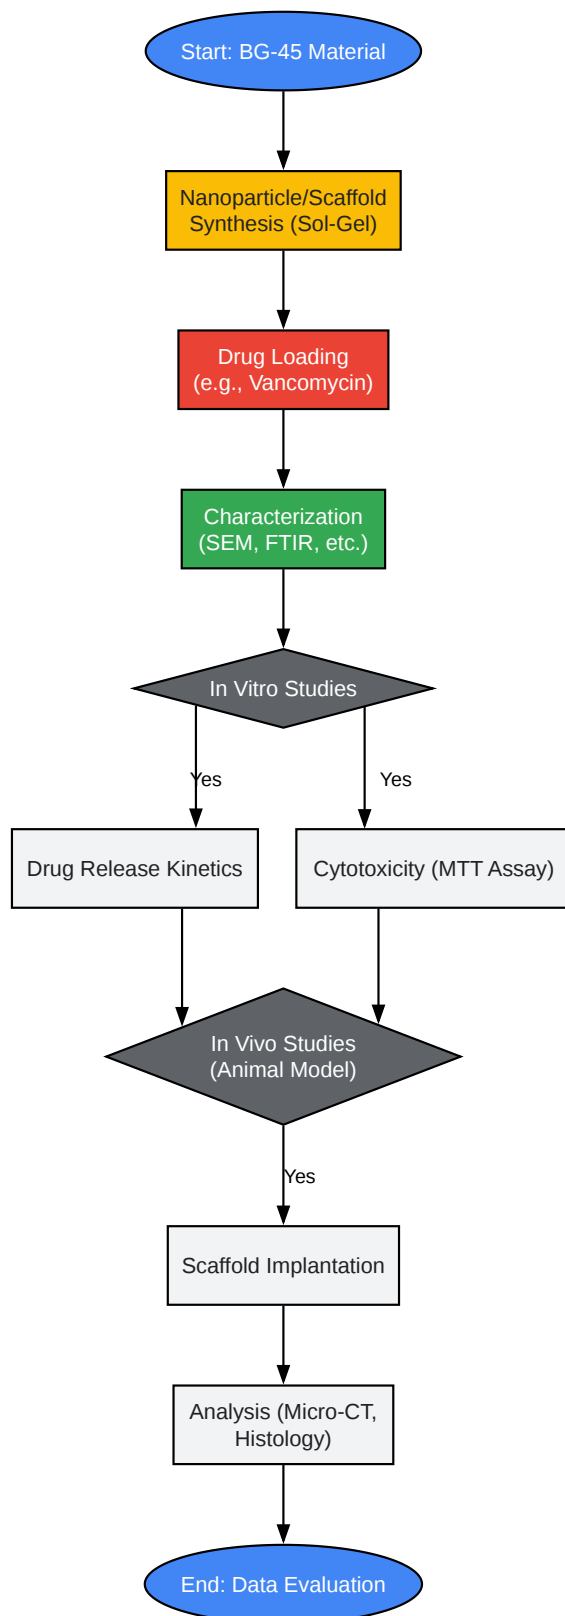 Start: BG-45 Material
Nanoparticle/Scaffold
Synthesis (Sol-Gel)
Drug Loading
(e.g., Vancomycin)
Characterization
(SEM, FTIR, etc.)
In Vitro Studies
Yes
Yes
Drug Release Kinetics
Cytotoxicity (MTT Assay)
In Vivo Studies
(Animal Model)
Yes
Scaffold Implantation
Analysis (Micro-CT,
Histology)
End: Data Evaluation